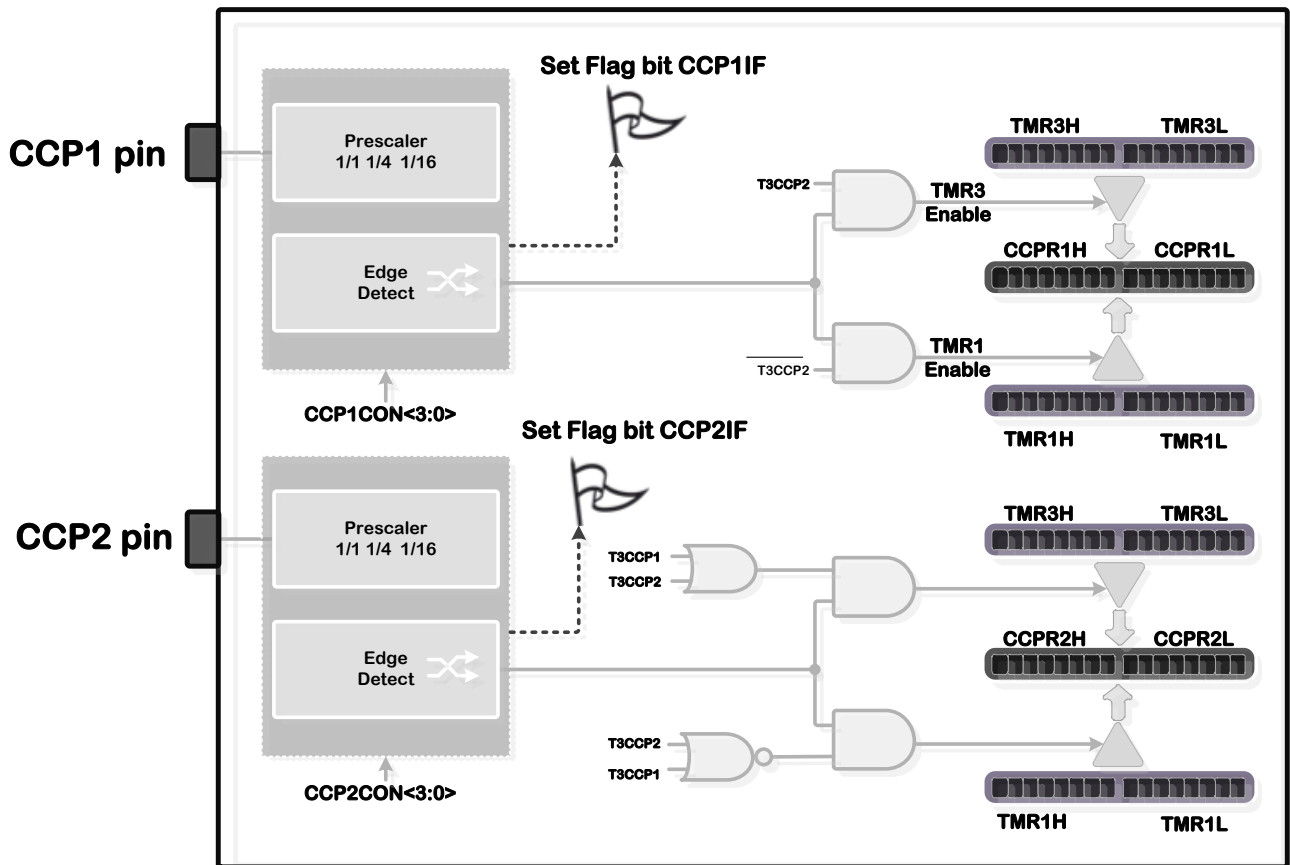 Set Flag bit CCP1IF
CCP1 pin
Prescaler
1/1 1/4 1/16
Edge
Detect
CCP1CON<3:0>
T3CCP2
TMR3
Enable
T3CCP2
TMR1
Enable
TMR3H TMR3L
CCPR1H CCPR1L
TMR1H TMR1L
Set Flag bit CCP2IF
CCP2 pin
Prescaler
1/1 1/4 1/16
Edge
Detect
CCP2CON<3:0>
T3CCP1
T3CCP2
T3CCP2
T3CCP1
TMR3H TMR3L
CCPR2H CCPR2L
TMR1H TMR1L